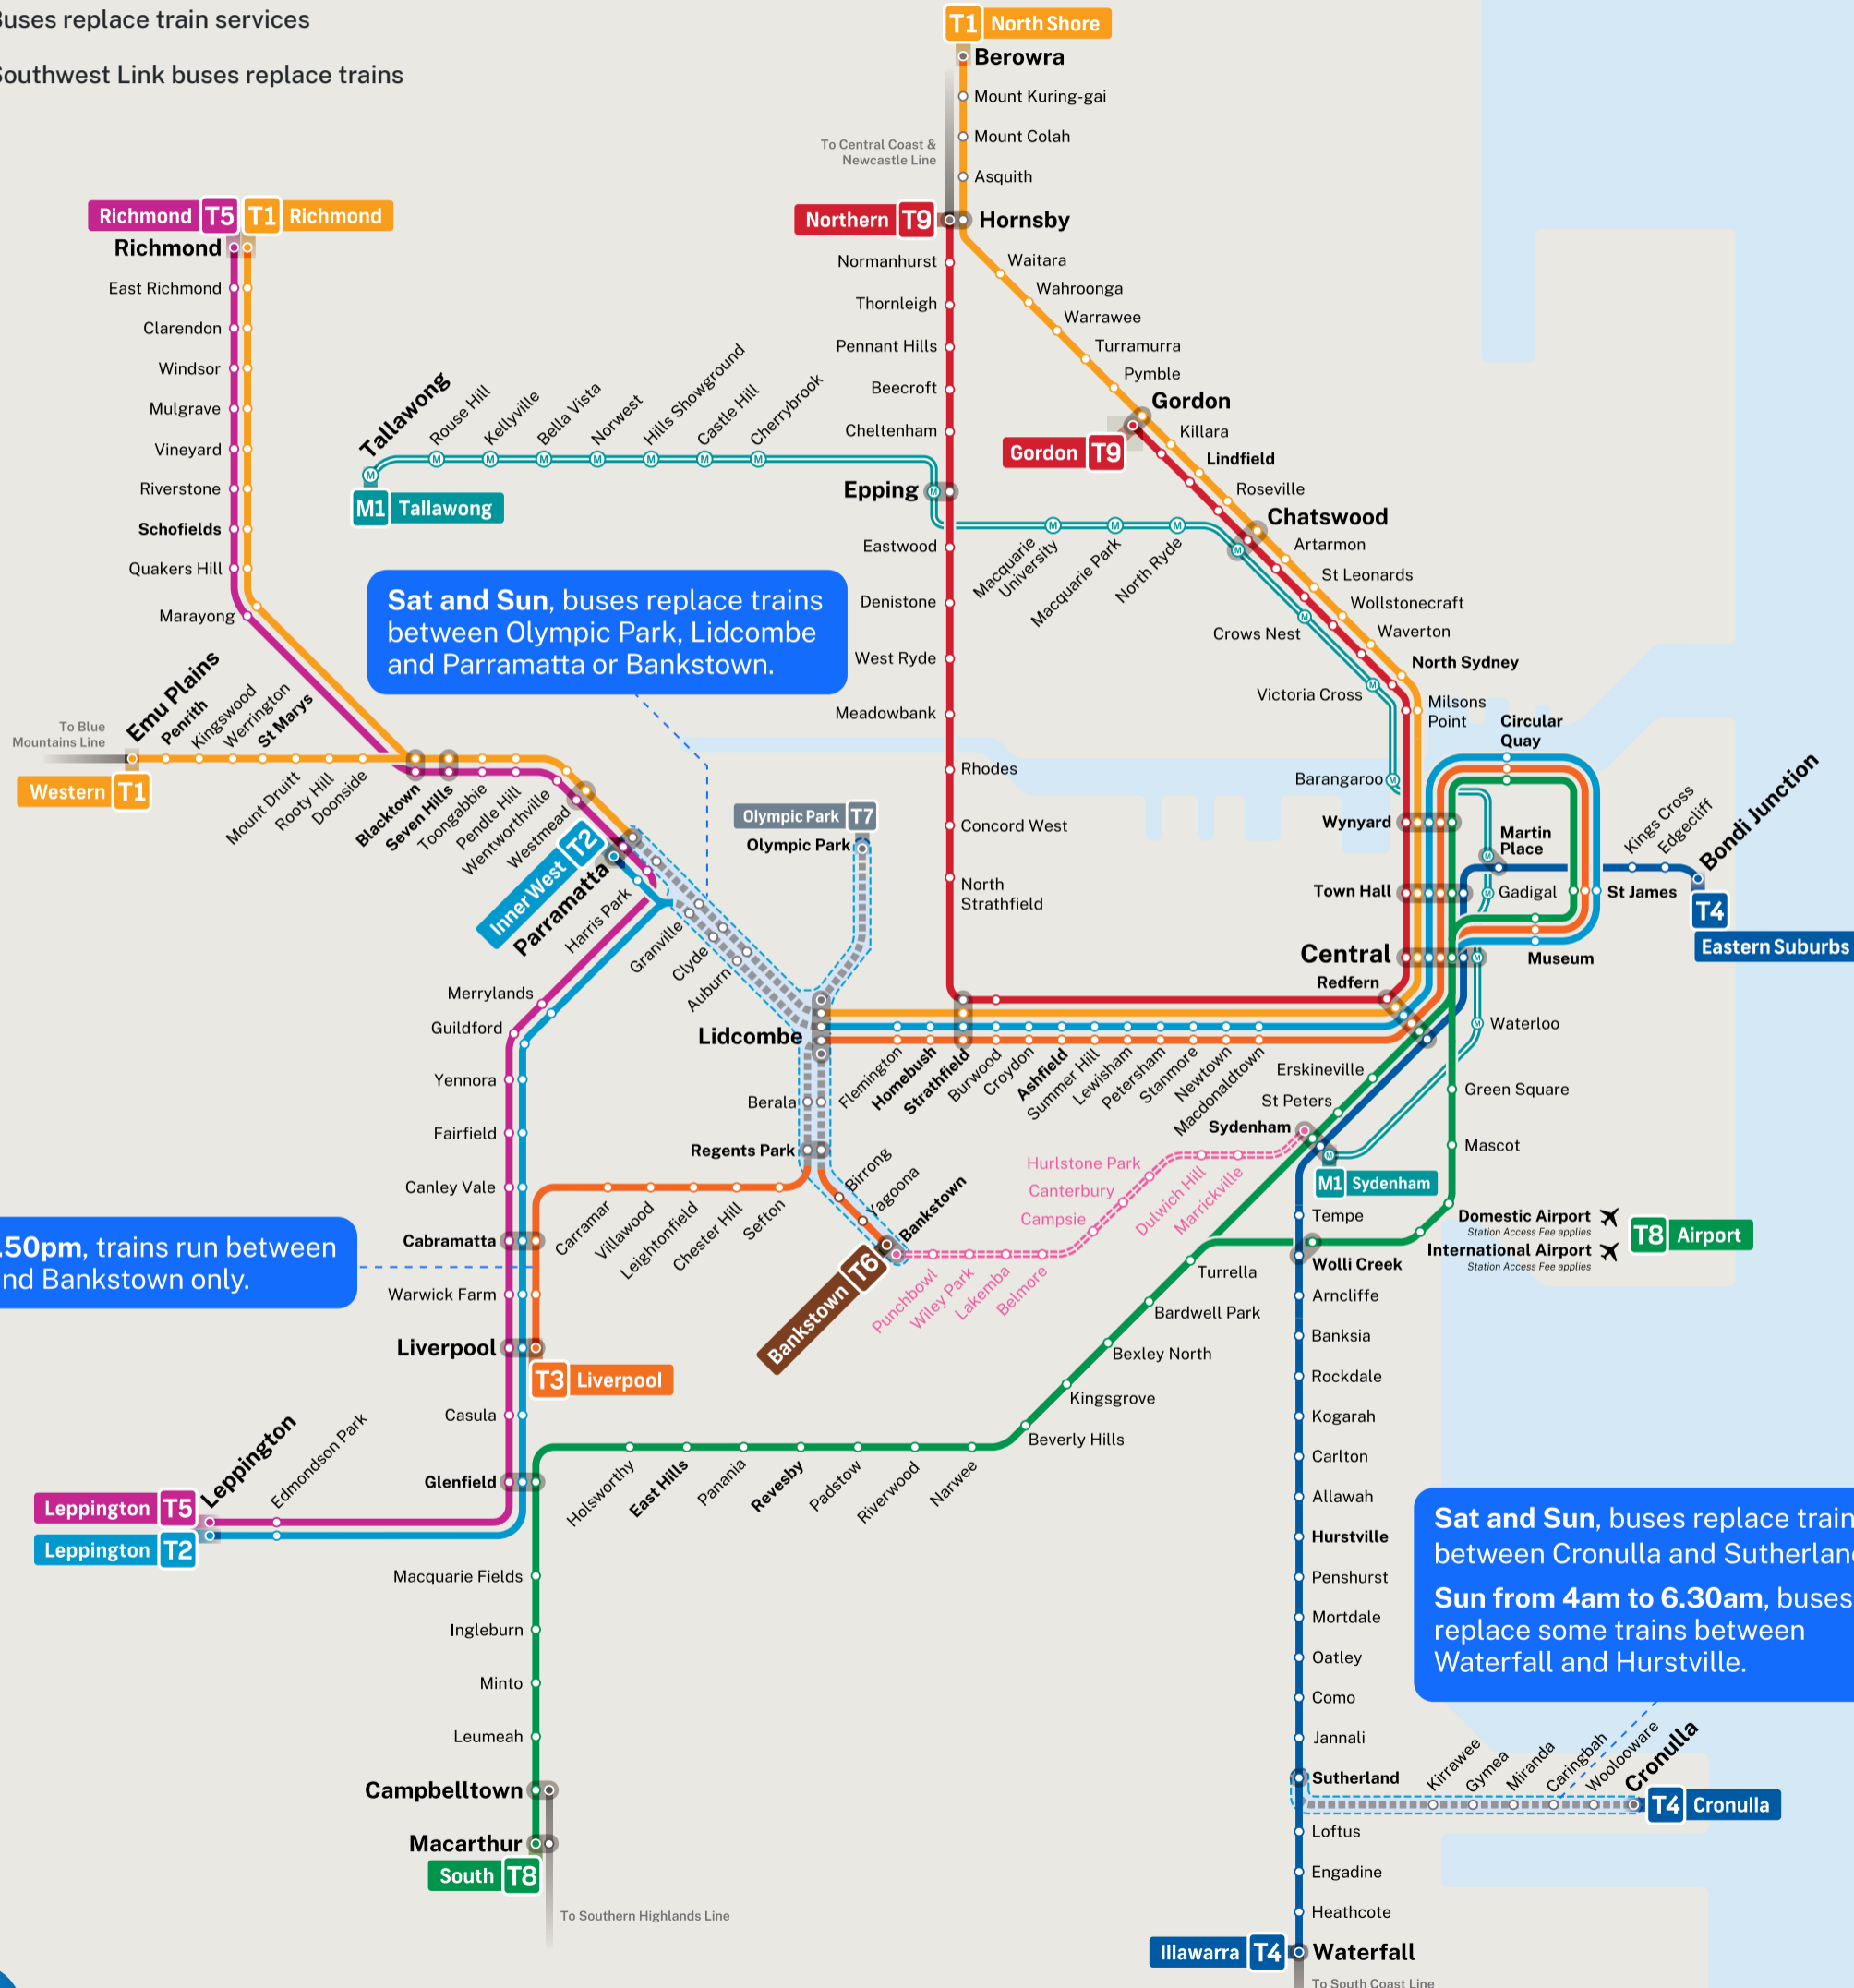 Buses replace train services
Southwest Link buses replace trains
T1 North Shore
Berowra
Mount Kuring-gai
Mount Colah
To Central Coast &
Newcastle Line
Asquith
Northern T9
Hornsby
Richmond T5
T1 Richmond
Richmond
East Richmond
Clarendon
Windsor
Mulgrave
Vineyard
Riverstone
Schofields
Quakers Hill
Marayong
Normanhurst
Thornleigh
Pennant Hills
Beecroft
Cheltenham
Epping
Eastwood
Denistone
West Ryde
Meadowbank
Rhodes
Concord West
North
Strathfield
Waitara
Wahroonga
Warrawee
Turramurra
Pymble
Gordon
Gordon T9
Killara
Lindfield
Roseville
Chatswood
Artarmon
St Leonards
Wollstonecraft
Waverton
North Sydney
Milsons
Point
Tallawong
M1 Tallawong
Rouse Hill
Kellyville
Bella Vista
Norwest
Hills Showground
Castle Hill
Cherrybrook
Macquarie
University
Macquarie Park
North Ryde
Crows Nest
Victoria Cross
Barangaroo
Sat and Sun, buses replace trains
between Olympic Park, Lidcombe
and Parramatta or Bankstown.
To Blue
Mountains Line
Western T1
Emu Plains
Penrith
Kingswood
Werrington
St Marys
Mount Druitt
Rooty Hill
Doonside
Blacktown
Seven Hills
Toongabbie
Pendle Hill
Wentworthville
Westmead
Inner West T2
Parramatta
Harris Park
Granville
Clyde
Auburn
Olympic Park T7
Olympic Park
Circular
Quay
Wynyard
Martin
Place
Town Hall
Gadigal
St James
Kings Cross
Edgecliff
Bondi Junction
T4
Eastern Suburbs
Central
Museum
Redfern
Waterloo
Lidcombe
Flemington
Homebush
Strathfield
Burwood
Croydon
Ashfield
Summer Hill
Lewisham
Petersham
Stanmore
Newtown
Macdonaldtown
Erskineville
St Peters
Sydenham
M1 Sydenham
Green Square
Mascot
Domestic Airport
Station Access Fee applies
International Airport
Station Access Fee applies
T8 Airport
Merrylands
Guildford
Yennora
Fairfield
Canley Vale
Cabramatta
Warwick Farm
Liverpool
T3 Liverpool
Casula
Glenfield
Berala
Regents Park
Birrong
Yagoona
Bankstown
Bankstown T6
Carramar
Villawood
Leightonfield
Chester Hill
Sefton
Hurlstone Park
Canterbury
Campsie
Dulwich Hill
Marrickville
Punchbowl
Wiley Park
Lakemba
Belmore
.50pm, trains run between
nd Bankstown only.
Tempe
Wolli Creek
Turrella
Bardwell Park
Bexley North
Kingsgrove
Beverly Hills
Arncliffe
Banksia
Rockdale
Kogarah
Carlton
Allawah
Hurstville
Penshurst
Mortdale
Oatley
Como
Jannali
Sutherland
Loftus
Engadine
Heathcote
Illawarra T4
Waterfall
To South Coast Line
Leppington T5
Leppington T2
Leppington
Edmondson Park
Holsworthy
East Hills
Panania
Revesby
Padstow
Riverwood
Narwee
Macquarie Fields
Ingleburn
Minto
Leumeah
Campbelltown
Macarthur
South T8
To Southern Highlands Line
Sat and Sun, buses replace train
between Cronulla and Sutherland
Sun from 4am to 6.30am, buses
replace some trains between
Waterfall and Hurstville.
Kirrawee
Gymea
Miranda
Caringbah
Woolooware
Cronulla
T4 Cronulla